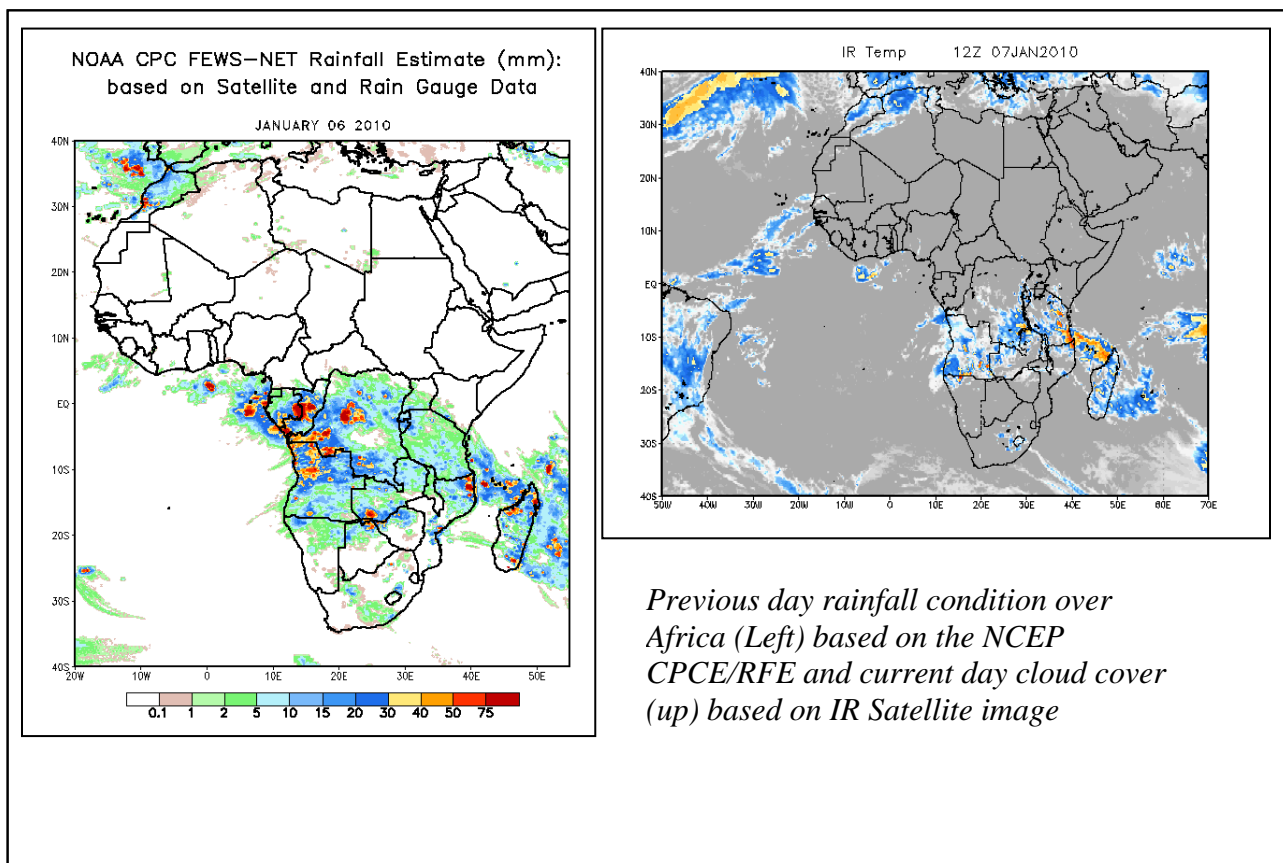 NOAA CPC FEWS-NET Rainfall Estimate (mm):
based on Satellite and Rain Gauge Data
JANUARY 06 2010
40N
30N
20N
10N
EQ
10S
20S
30S
40S
20W 10W 0 10E 20E 30E 40E 50E
0.1 1 2 5 10 15 20 30 40 50 75
IR Temp 12Z 07JAN2010
40N
30N
20N
10N
EQ
10S
20S
30S
40S
50W 40W 30W 20W 10W 0 10E 20E 30E 40E 50E 60E 70E
Previous day rainfall condition over
Africa (Left) based on the NCEP
CPCE/RFE and current day cloud cover
(up) based on IR Satellite image